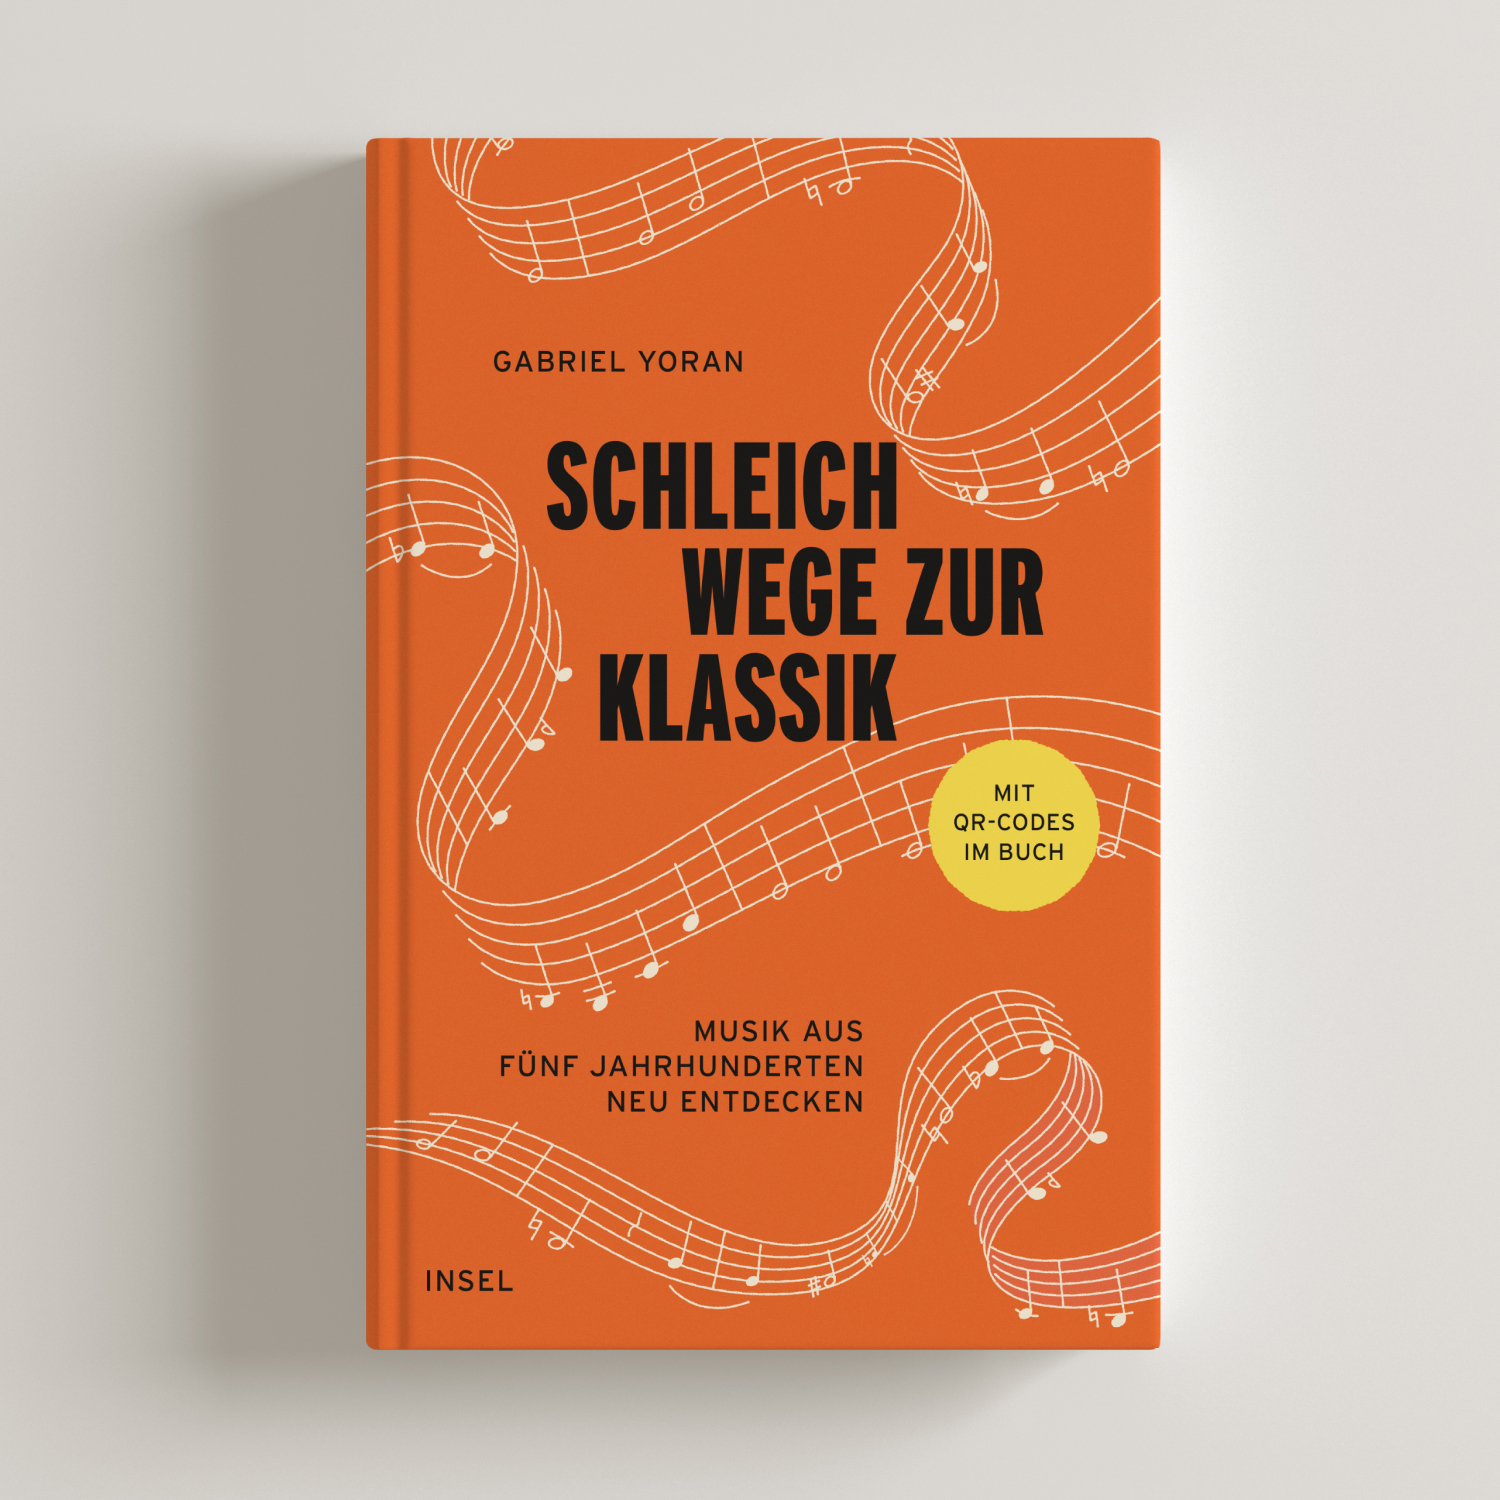 GABRIEL YORAN
SCHLEICH
WEGE ZUR
KLASSIK
MIT
QR-CODES
IM BUCH
MUSIK AUS
FÜNF JAHRHUNDERTEN
NEU ENTDECKEN
INSEL